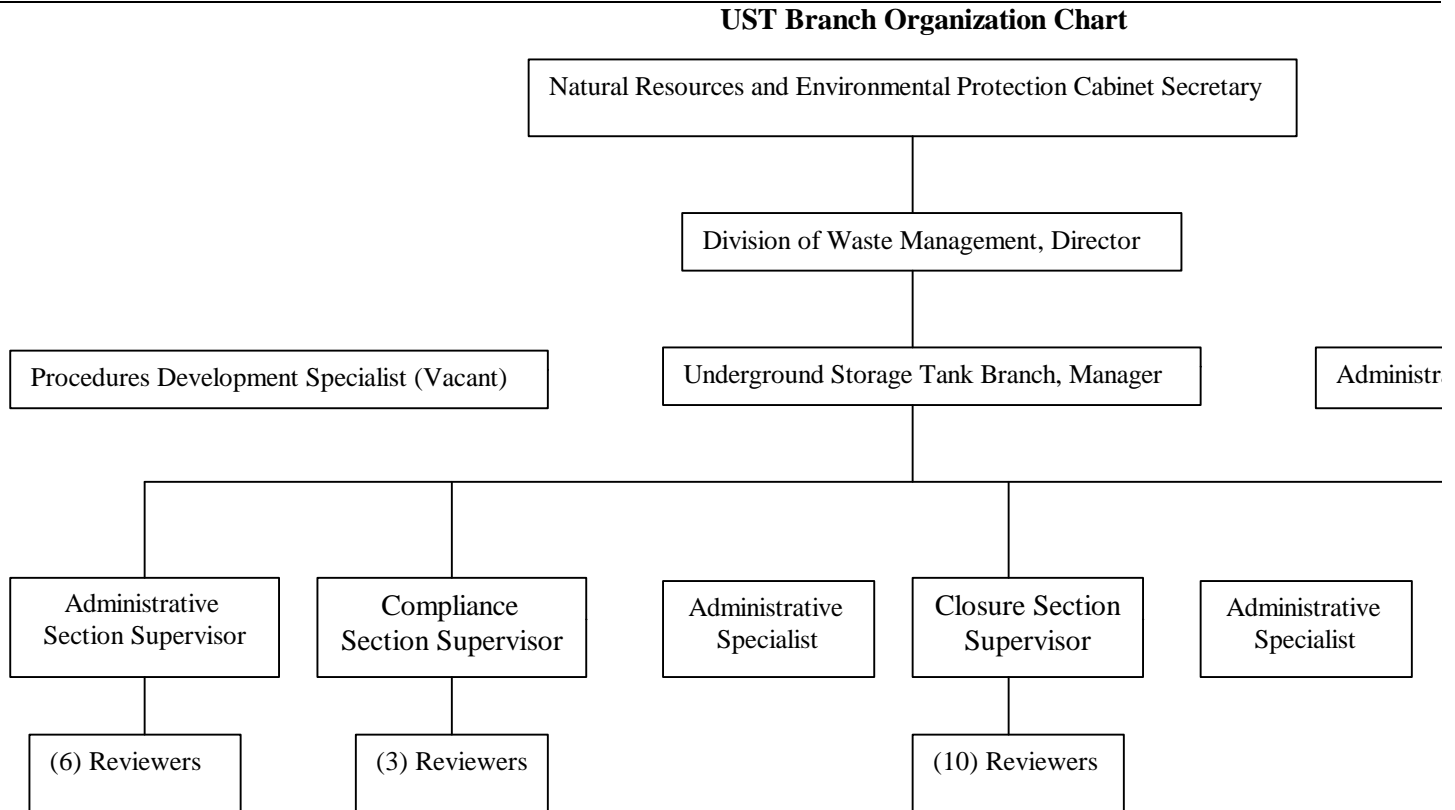 UST Branch Organization Chart
Natural Resources and Environmental Protection Cabinet Secretary
Division of Waste Management, Director
Procedures Development Specialist (Vacant)
Underground Storage Tank Branch, Manager
Administrative
Section Supervisor
Compliance
Section Supervisor
Administrative
Specialist
Closure Section
Supervisor
Administrative
Specialist
(6) Reviewers
(3) Reviewers
(10) Reviewers